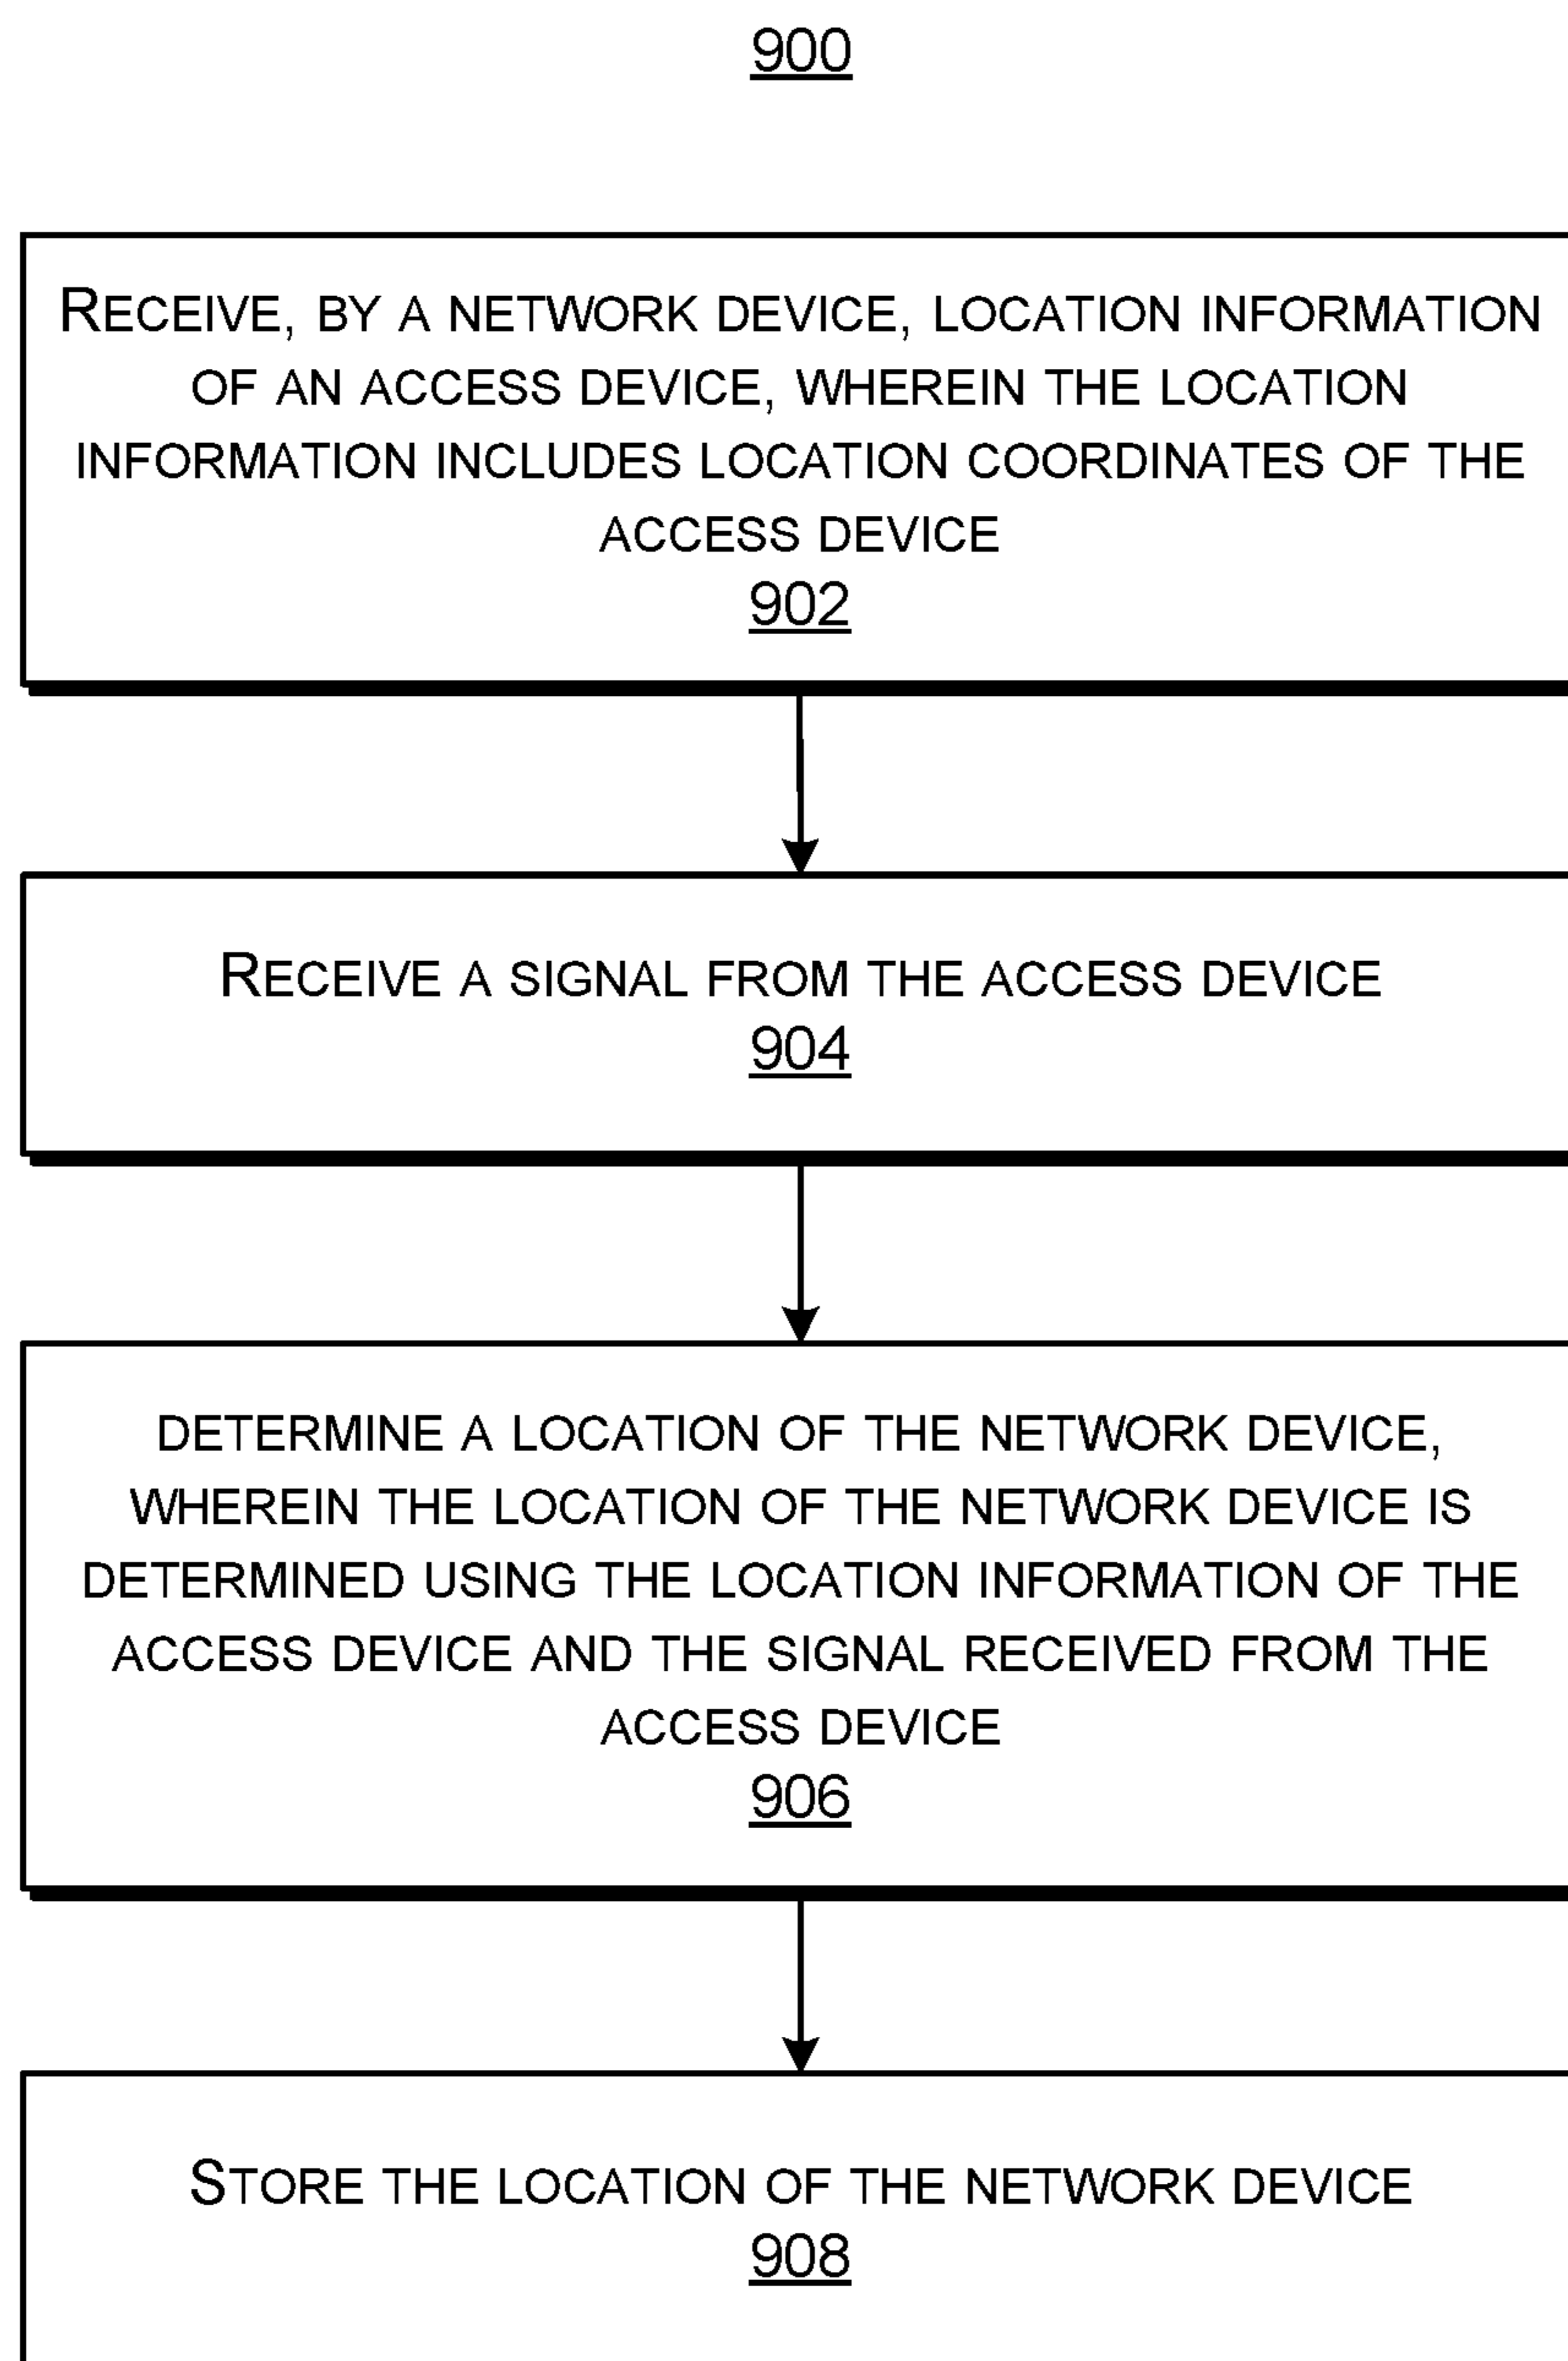 900
RECEIVE, BY A NETWORK DEVICE, LOCATION INFORMATION
OF AN ACCESS DEVICE, WHEREIN THE LOCATION
INFORMATION INCLUDES LOCATION COORDINATES OF THE
ACCESS DEVICE
902
RECEIVE A SIGNAL FROM THE ACCESS DEVICE
904
DETERMINE A LOCATION OF THE NETWORK DEVICE,
WHEREIN THE LOCATION OF THE NETWORK DEVICE IS
DETERMINED USING THE LOCATION INFORMATION OF THE
ACCESS DEVICE AND THE SIGNAL RECEIVED FROM THE
ACCESS DEVICE
906
STORE THE LOCATION OF THE NETWORK DEVICE
908